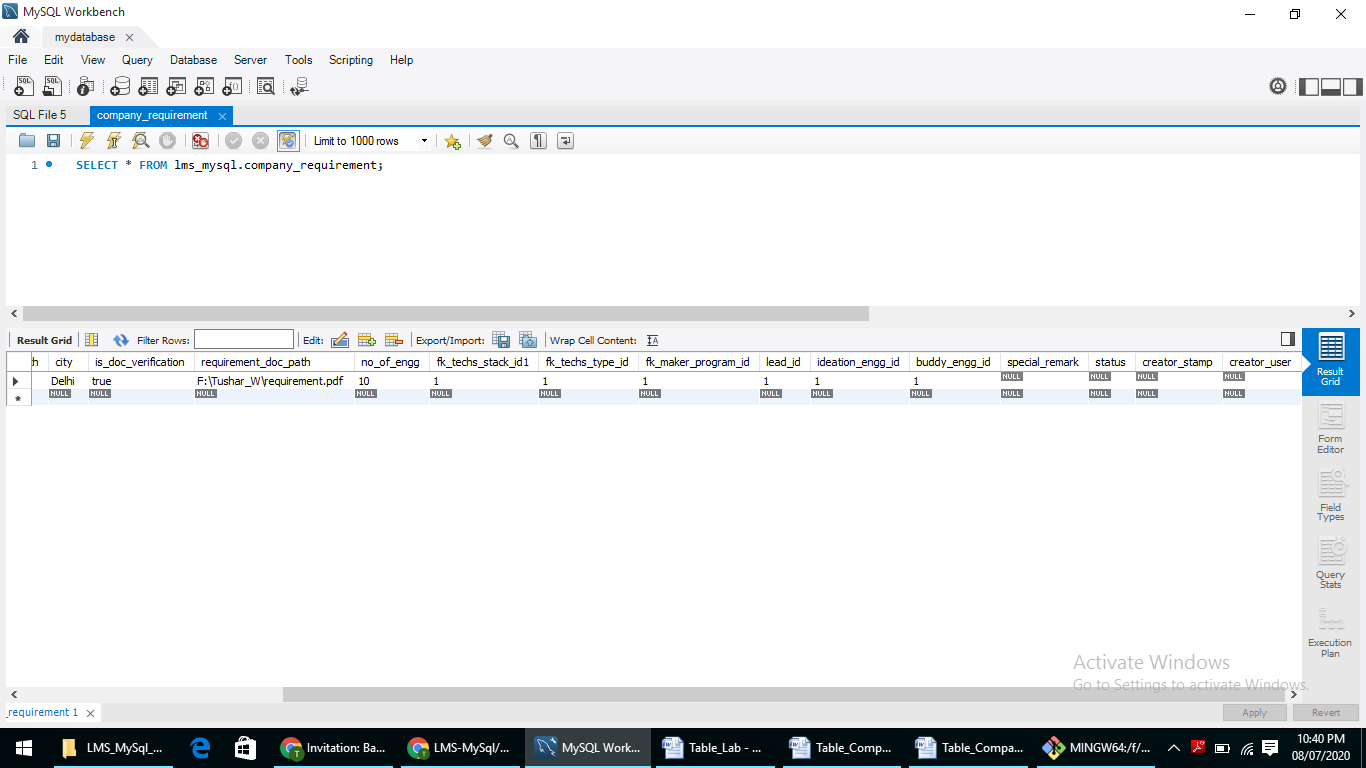 MySQL Workbench
mydatabase
File Edit View Query Database Server Tools Scripting Help
SQL File 5 company_requirement
Limit to 1000 rows
1 SELECT * FROM lms_mysql.company_requirement;
Result Grid Filter Rows: Edit: Export/Import: Wrap Cell Content:
h city is_doc_verification requirement_doc_path no_of_engg fk_techs_stack_id1 fk_techs_type_id fk_maker_program_id lead_id ideation_engg_id buddy_engg_id special_remark status creator_stamp creator_user
Delhi true F:\Tushar_W\requirement.pdf 10 1 1 1 1 1 1 NULL NULL NULL NULL
NULL NULL NULL NULL NULL NULL NULL NULL NULL NULL NULL NULL NULL NULL
Result
Grid
Form
Editor
Field
Types
Query
Stats
Execution
Plan
Activate Windows
Go to Settings to activate Windows.
_requirement 1 Apply Revert
LMS_MySql_... Invitation: Ba... LMS-MySql/... MySQL Work... Table_Lab - ... Table_Comp... Table_Compa... MINGW64:/f/... 10:40 PM
08/07/2020